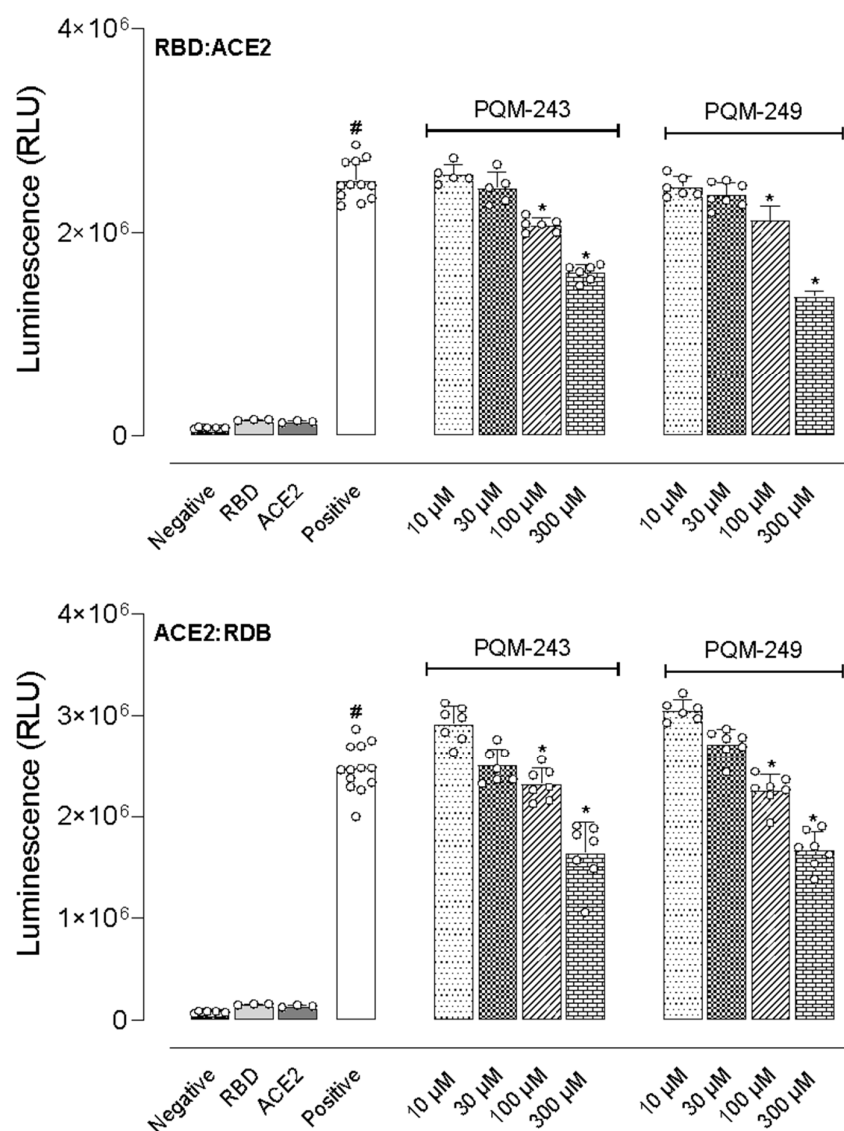 4×10⁶
RBD:ACE2
PQM-243
PQM-249
#
*
*
*
*
2×10⁶
0
Luminescence (RLU)
Negative
RBD
ACE2
Positive
10 µM
30 µM
100 µM
300 µM
10 µM
30 µM
100 µM
300 µM
4×10⁶
ACE2:RDB
PQM-243
PQM-249
#
*
*
*
*
3×10⁶
2×10⁶
1×10⁶
0
Luminescence (RLU)
Negative
RBD
ACE2
Positive
10 µM
30 µM
100 µM
300 µM
10 µM
30 µM
100 µM
300 µM